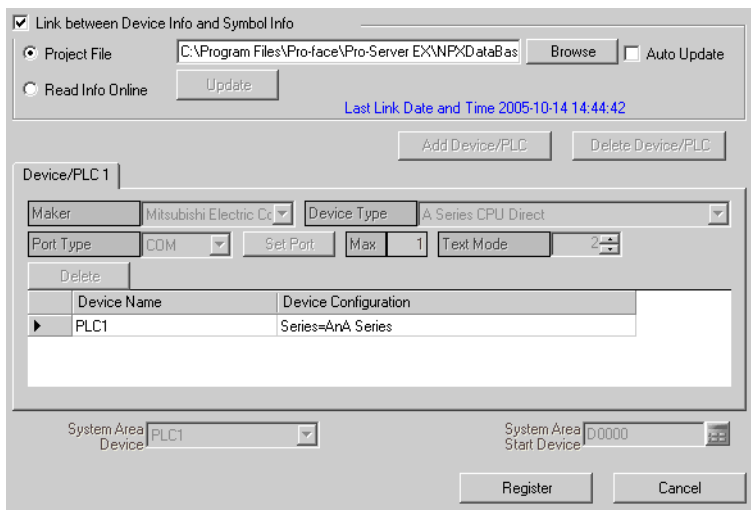 Link between Device Info and Symbol Info
Project File C:\Program Files\Pro-face\Pro-Server EX\NPXDataBas Browse Auto Update
Read Info Online Update
Last Link Date and Time 2005-10-14 14:44:42
Add Device/PLC Delete Device/PLC
Device/PLC 1
Maker Mitsubishi Electric Co Device Type A Series CPU Direct
Port Type COM Set Port Max 1 Text Mode 2
Delete
Device Name Device Configuration
PLC1 Series=AnA Series
System Area Device PLC1 System Area Start Device D0000
Register Cancel